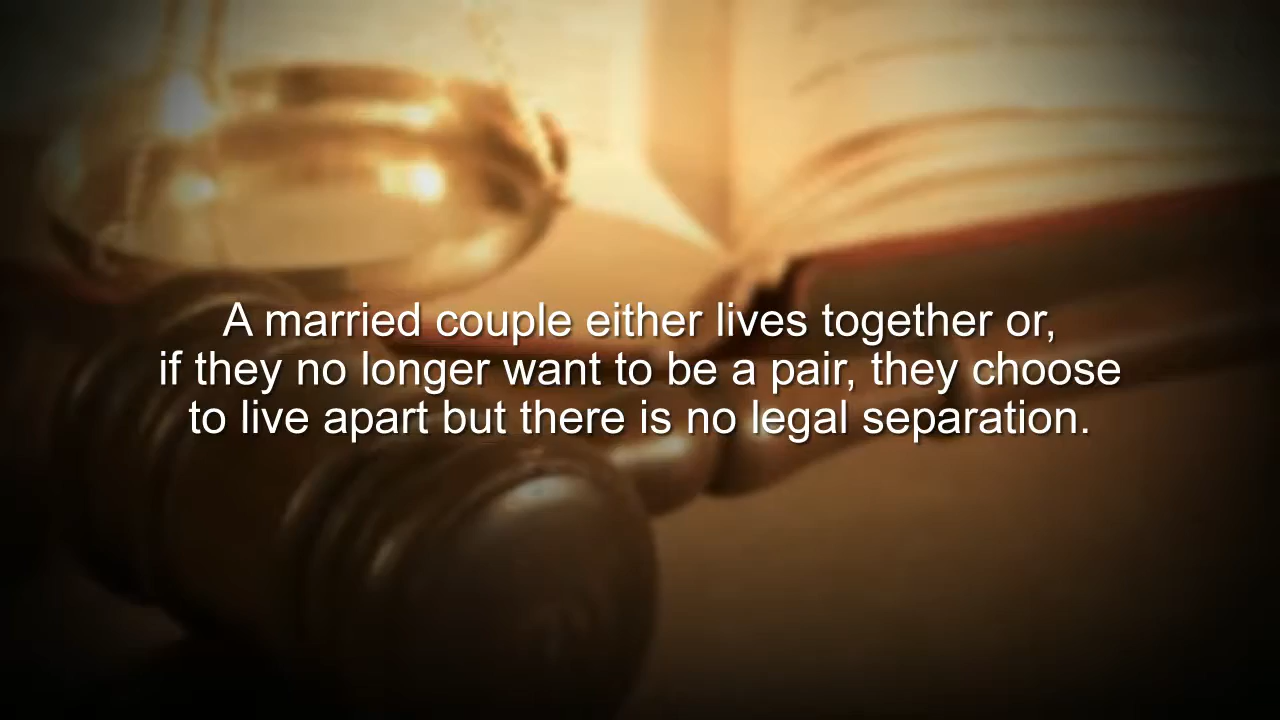 A married couple either lives together or,
if they no longer want to be a pair, they choose
to live apart but there is no legal separation.